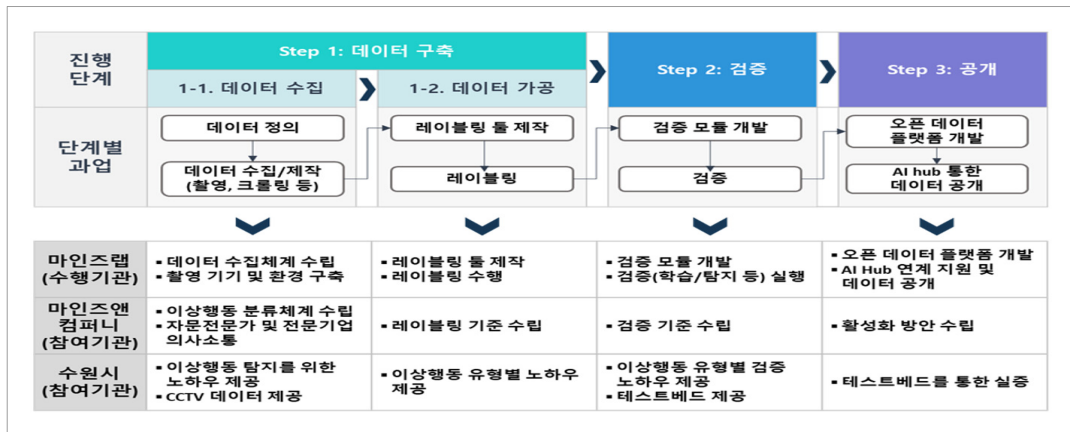 진행
단계
Step 1: 데이터 구축
1-1. 데이터 수집
1-2. 데이터 가공
Step 2: 검증
Step 3: 공개
단계별
과업
데이터 정의
데이터 수집/제작
(촬영, 크롤링 등)
레이블링 툴 제작
레이블링
검증 모듈 개발
검증
오픈 데이터
플랫폼 개발
AI hub 통한
데이터 공개
마인즈랩
(수행기관)
▪ 데이터 수집체계 수립
▪ 촬영 기기 및 환경 구축
▪ 레이블링 툴 제작
▪ 레이블링 수행
▪ 검증 모듈 개발
▪ 검증(학습/탐지 등) 실행
▪ 오픈 데이터 플랫폼 개발
▪ AI Hub 연계 지원 및
데이터 공개
마인즈앤
컴퍼니
(참여기관)
▪ 이상행동 분류체계 수립
▪ 자문전문가 및 전문기업
의사소통
▪ 레이블링 기준 수립
▪ 검증 기준 수립
▪ 활성화 방안 수립
수원시
(참여기관)
▪ 이상행동 탐지를 위한
노하우 제공
▪ CCTV 데이터 제공
▪ 이상행동 유형별 노하우
제공
▪ 이상행동 유형별 검증
노하우 제공
▪ 테스트베드 제공
▪ 테스트베드를 통한 실증